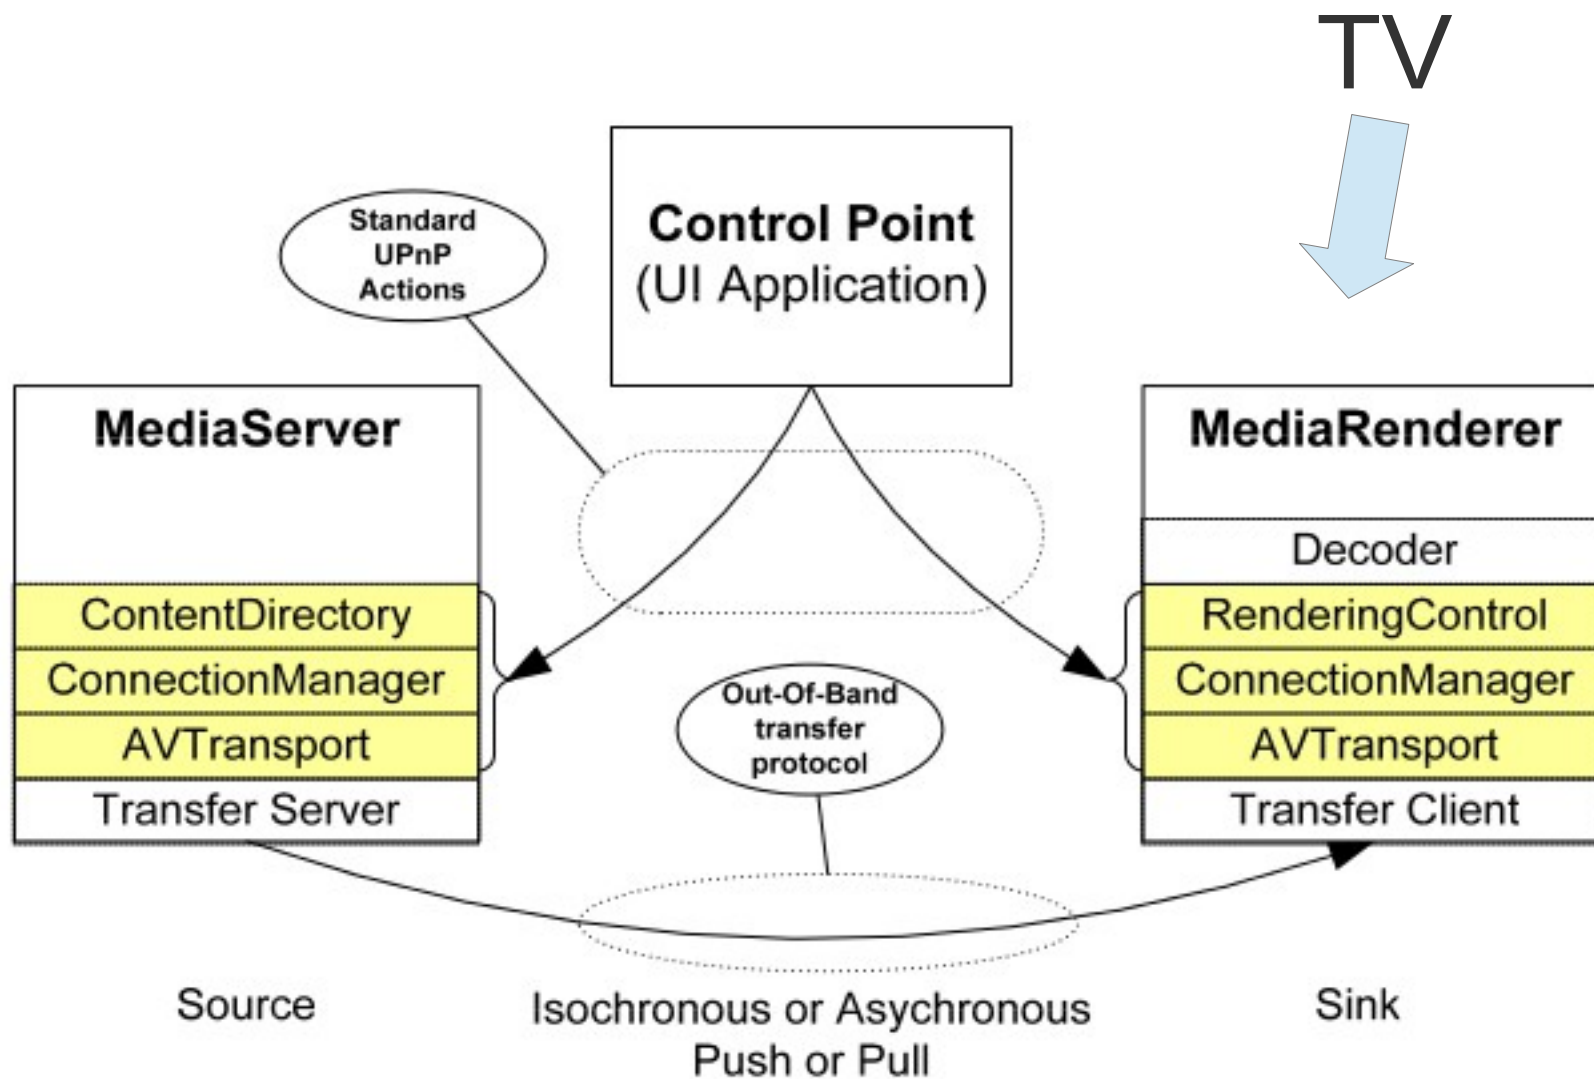 TV
Standard
UPnP
Actions
Control Point
(UI Application)
MediaServer
ContentDirectory
ConnectionManager
AVTransport
Transfer Server
Out-Of-Band
transfer
protocol
MediaRenderer
Decoder
RenderingControl
ConnectionManager
AVTransport
Transfer Client
Source
Isochronous or Asychronous
Push or Pull
Sink